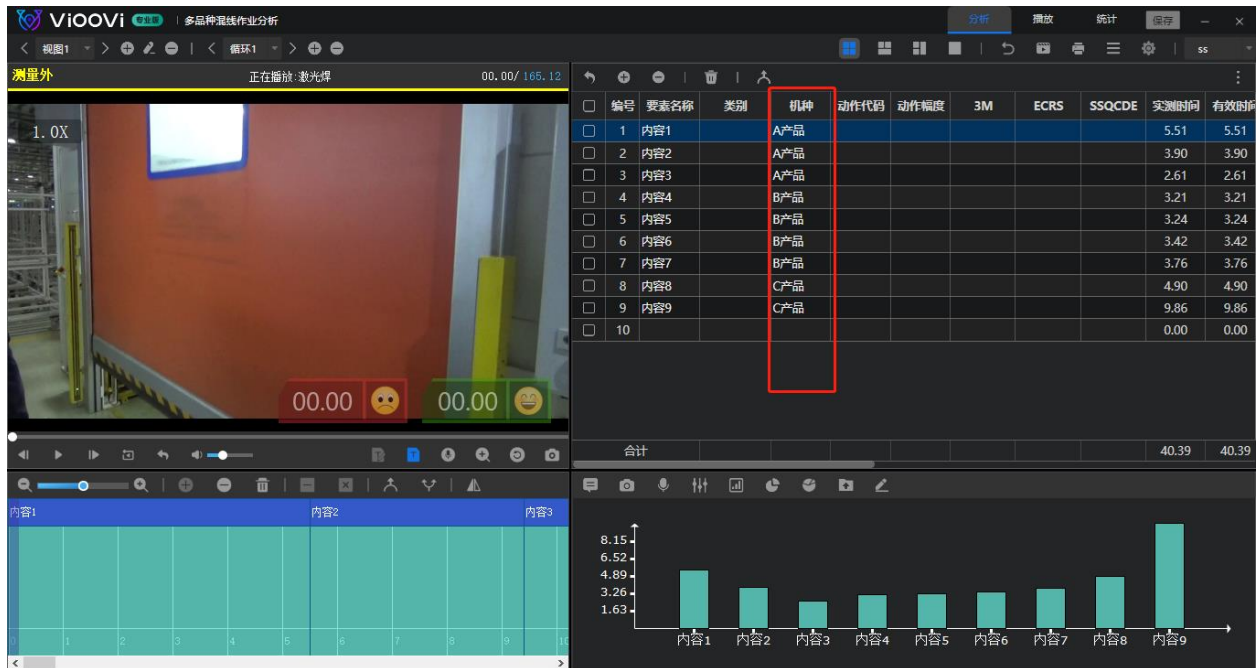 ViOOVi 专业版 多品种混线作业分析 分析 播放 统计 保存
视图1 循环1 ss
测量外 正在播放:激光焊 00.00/ 165.12
1.0X
00.00 00.00
编号 要素名称 类别 机种 动作代码 动作幅度 3M ECRS SSQCDE 实测时间 有效时间
1 内容1 A产品 5.51 5.51
2 内容2 A产品 3.90 3.90
3 内容3 A产品 2.61 2.61
4 内容4 B产品 3.21 3.21
5 内容5 B产品 3.24 3.24
6 内容6 B产品 3.42 3.42
7 内容7 B产品 3.76 3.76
8 内容8 C产品 4.90 4.90
9 内容9 C产品 9.86 9.86
10 0.00 0.00
合计 40.39 40.39
内容1 内容2 内容3
0 1 2 3 4 5 6 7 8 9 10
8.15
6.52
4.89
3.26
1.63
内容1 内容2 内容3 内容4 内容5 内容6 内容7 内容8 内容9